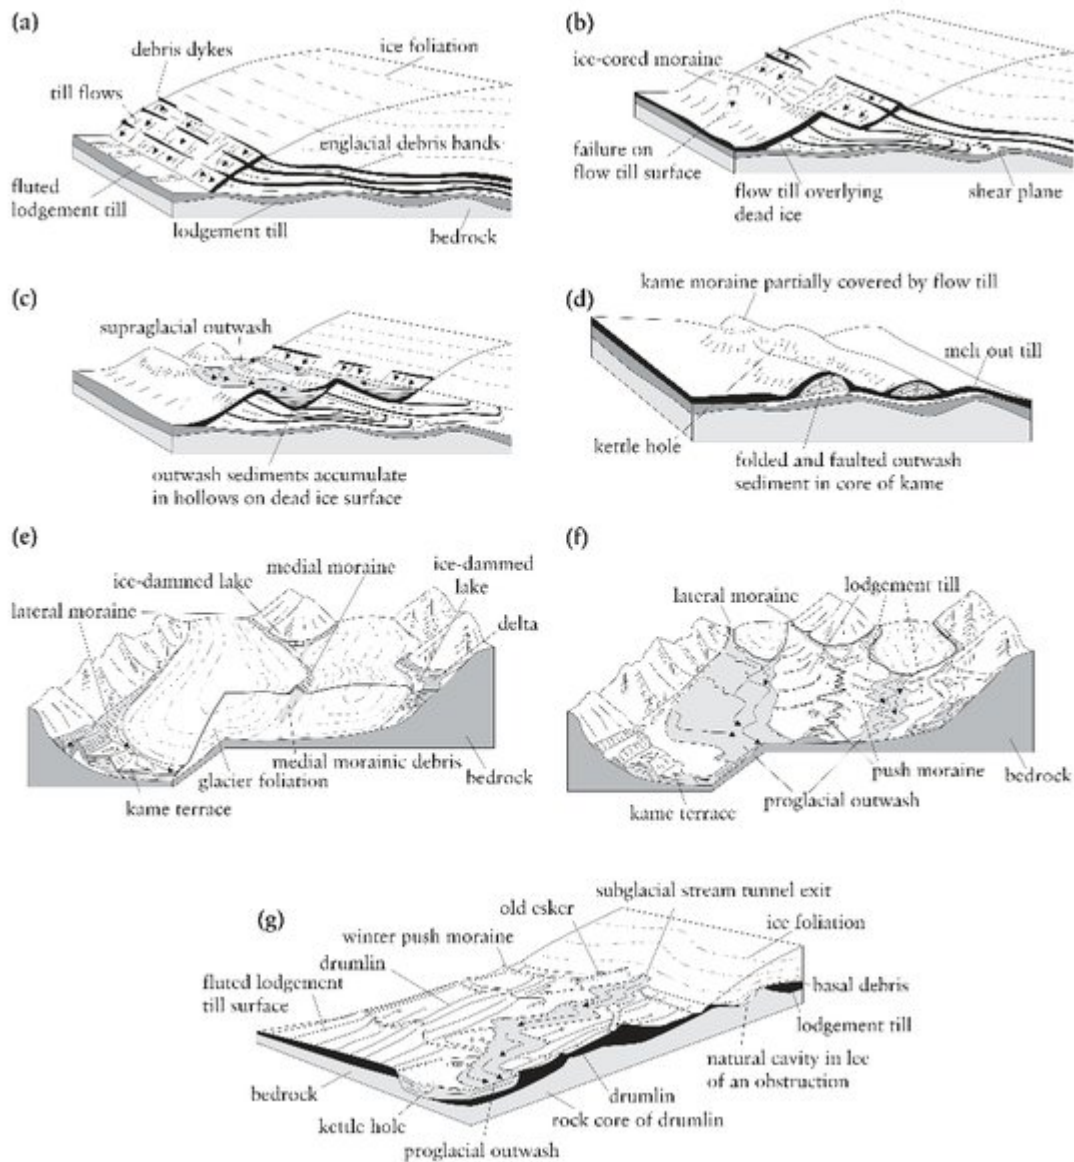 (a)
debris dykes
ice foliation
till flows
englacial debris bands
fluted
lodgement till
lodgement till
bedrock
(b)
ice-cored moraine
failure on
flow till surface
flow till overlying
dead ice
shear plane
(c)
supraglacial outwash
outwash sediments accumulate
in hollows on dead ice surface
(d)
kame moraine partially covered by flow till
melt out till
kettle hole
folded and faulted outwash
sediment in core of kame
(e)
ice-dammed lake
medial moraine
ice-dammed
lake
lateral moraine
delta
medial morainic debris
glacier foliation
bedrock
kame terrace
(f)
lodgement till
lateral moraine
push moraine
bedrock
proglacial outwash
kame terrace
(g)
subglacial stream tunnel exit
old esker
ice foliation
winter push moraine
drumlin
fluted lodgement
till surface
basal debris
lodgement till
natural cavity in lee
of an obstruction
bedrock
drumlin
kettle hole
rock core of drumlin
proglacial outwash